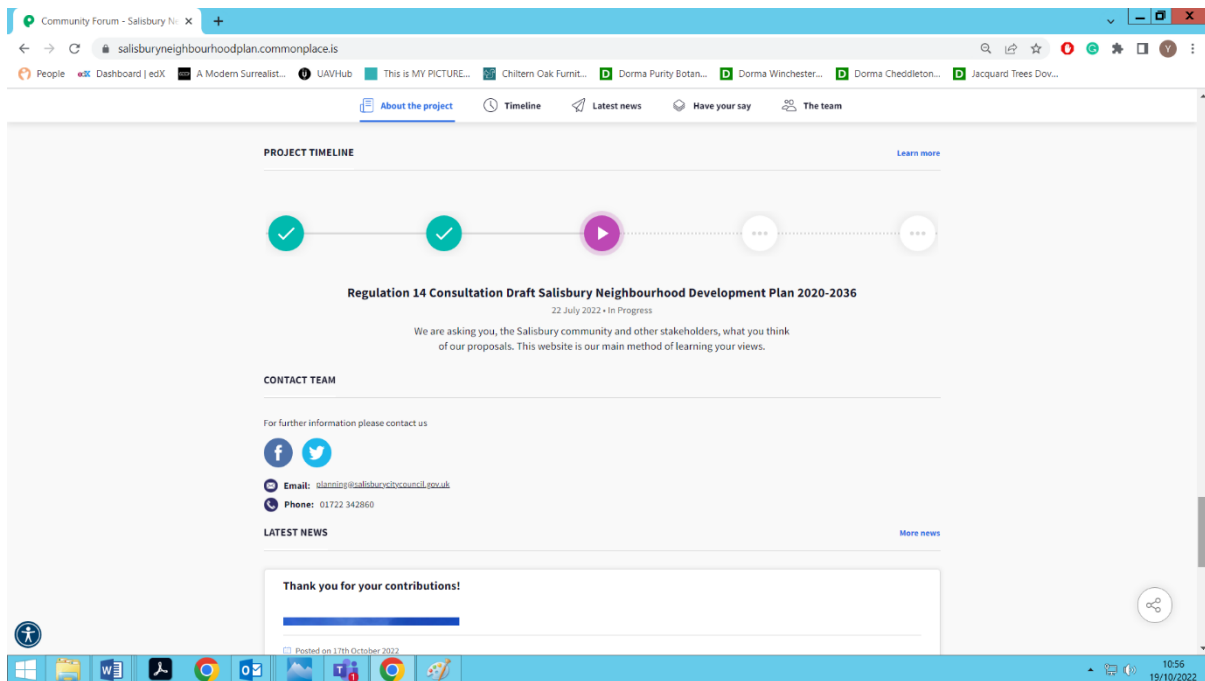 Community Forum - Salisbury Ne
salisburyneighbourhoodplan.commonplace.is
People Dashboard | edX A Modern Surrealist... UAVHub This is MY PICTURE... Chiltern Oak Furnit... Dorma Purity Botan... Dorma Winchester... Dorma Cheddleton... Jacquard Trees Dov...
About the project Timeline Latest news Have your say The team
PROJECT TIMELINE Learn more
Regulation 14 Consultation Draft Salisbury Neighbourhood Development Plan 2020-2036
22 July 2022 • In Progress
We are asking you, the Salisbury community and other stakeholders, what you think
of our proposals. This website is our main method of learning your views.
CONTACT TEAM
For further information please contact us
Email: planning@salisburycitycouncil.gov.uk
Phone: 01722 342860
LATEST NEWS More news
Thank you for your contributions!
Posted on 17th October 2022
10:56
19/10/2022